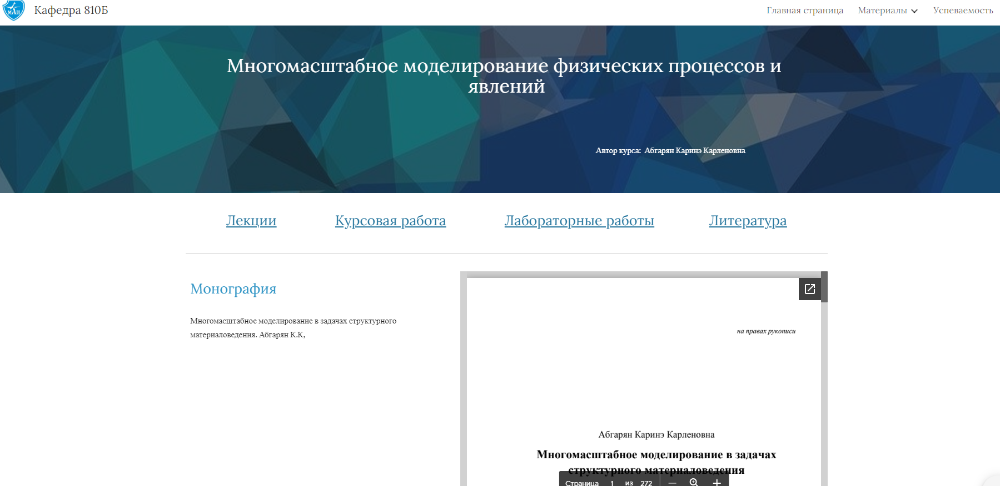 МАИ
Кафедра 810Б
Главная страница
Материалы
Успеваемость
Многомасштабное моделирование физических процессов и
явлений
Автор курса: Абгарян Каринэ Карленовна
Лекции
Курсовая работа
Лабораторные работы
Литература
Монография
Многомасштабное моделирование в задачах структурного
материаловедения. Абгарян К.К,
на правах рукописи
Абгарян Каринэ Карленовна
Многомасштабное моделирование в задачах
структурного материаловедения
Страница 1 из 272